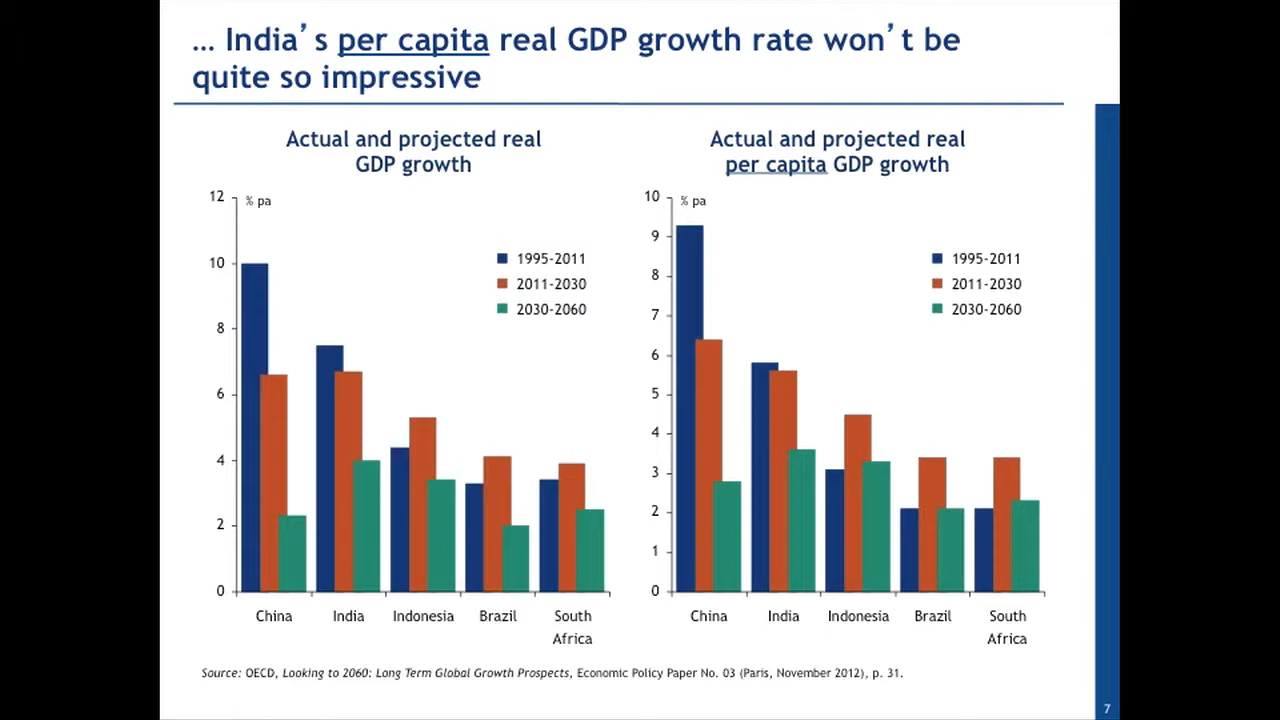 … India's per capita real GDP growth rate won't be
quite so impressive
Actual and projected real
GDP growth
12
% pa
10
8
6
4
2
0
1995-2011
2011-2030
2030-2060
China
India
Indonesia
Brazil
South
Africa
Actual and projected real
per capita GDP growth
10
% pa
9
8
7
6
5
4
3
2
1
0
1995-2011
2011-2030
2030-2060
China
India
Indonesia
Brazil
South
Africa
Source: OECD, Looking to 2060: Long Term Global Growth Prospects, Economic Policy Paper No. 03 (Paris, November 2012), p. 31.
7